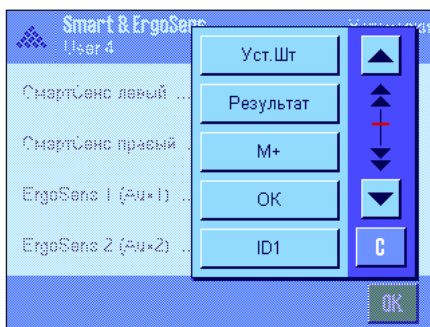 Smart & ErgoSens
User 4
Уст.Шт
СмартСенс левый ...
Результат
СмартСенс правый ..
M+
ErgoSens 1 (Aux1) ..
OK
ErgoSens 2 (Aux2) ..
ID1
C
OK